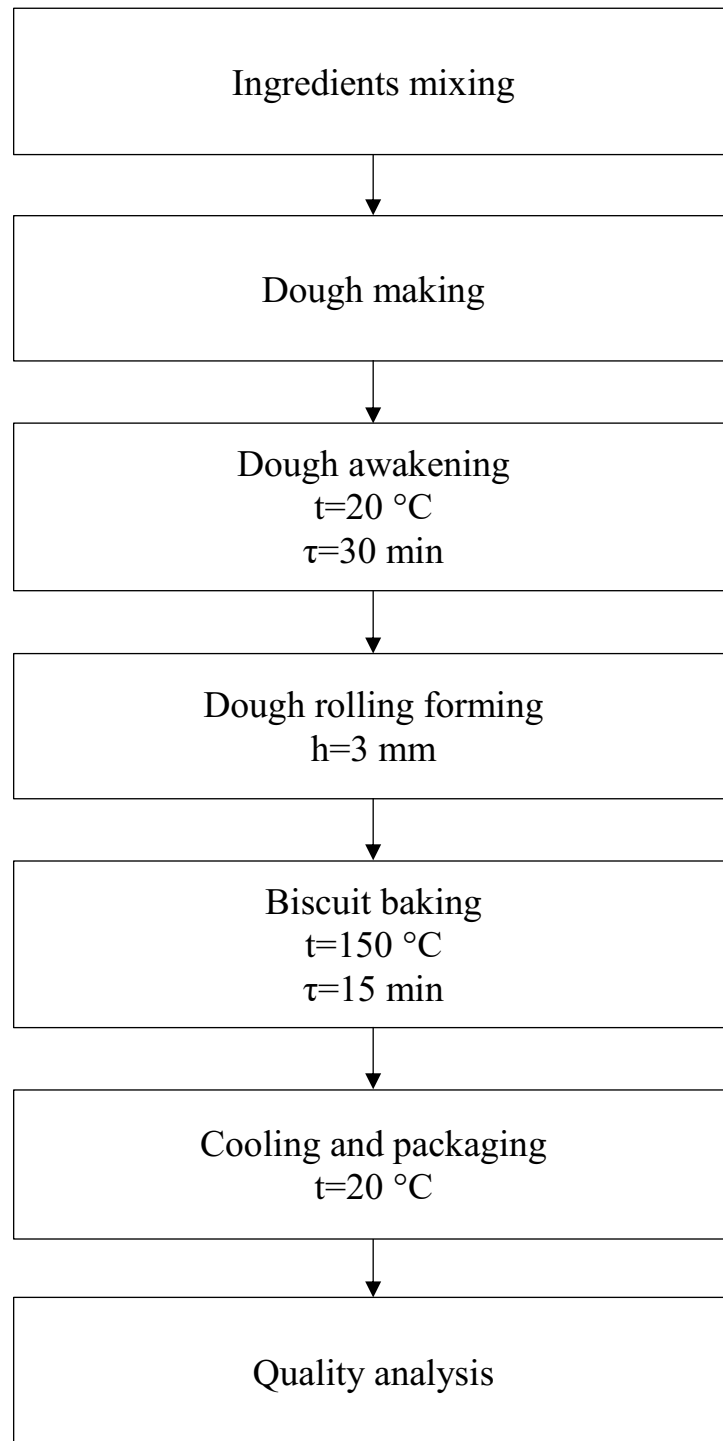 Ingredients mixing
Dough making
Dough awakening
t=20 °C
τ=30 min
Dough rolling forming
h=3 mm
Biscuit baking
t=150 °C
τ=15 min
Cooling and packaging
t=20 °C
Quality analysis